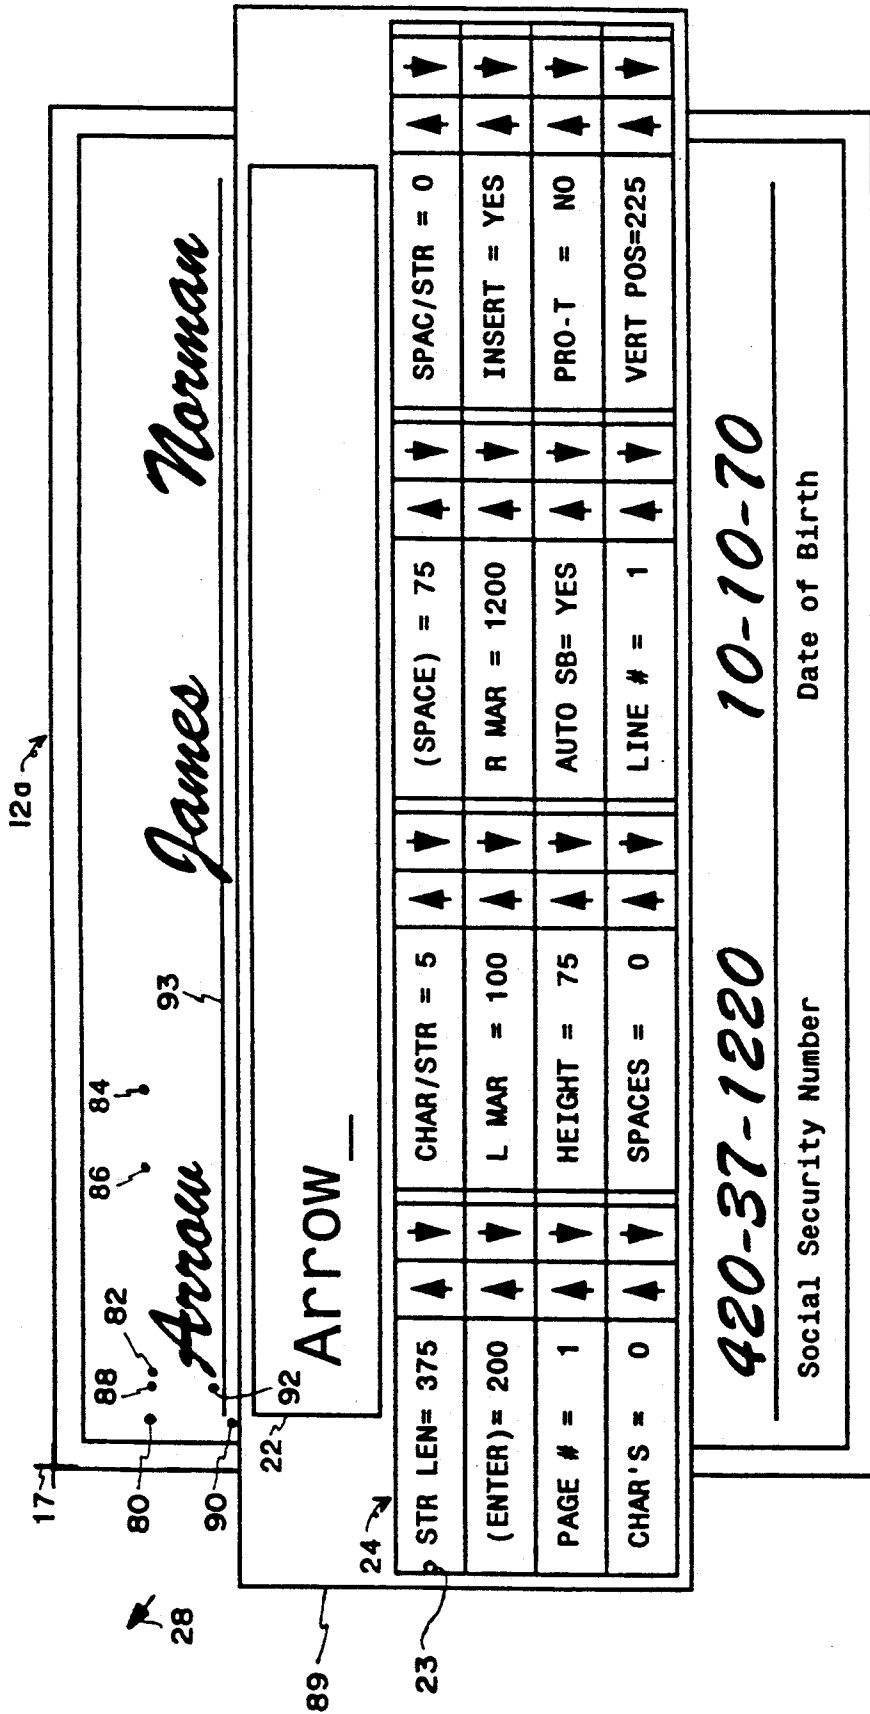 12a
17
80
88
82
86
84
93
Arrow James Norman
28
90
92
89
22
Arrow_
24
23
STR LEN= 375 CHAR/STR = 5 (SPACE) = 75 SPAC/STR = 0
(ENTER)= 200 L MAR = 100 R MAR = 1200 INSERT = YES
PAGE # = 1 HEIGHT = 75 AUTO SB= YES PRO-T = NO
CHAR'S = 0 SPACES = 0 LINE # = 1 VERT POS=225
420-37-1220 10-10-70
Social Security Number Date of Birth